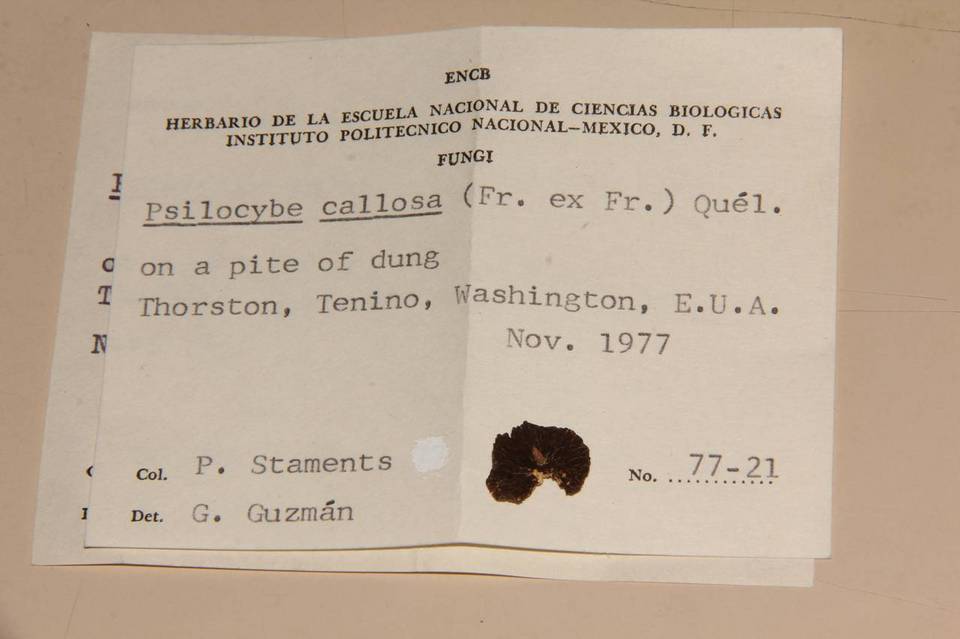 ENCB
HERBARIO DE LA ESCUELA NACIONAL DE CIENCIAS BIOLOGICAS
INSTITUTO POLITECNICO NACIONAL—MEXICO, D. F.
FUNGI
Psilocybe callosa (Fr. ex Fr.) Quél.
on a pite of dung
Thorston, Tenino, Washington, E.U.A.
Nov. 1977
Col. P. Staments
No. 77-21
Det. G. Guzmán